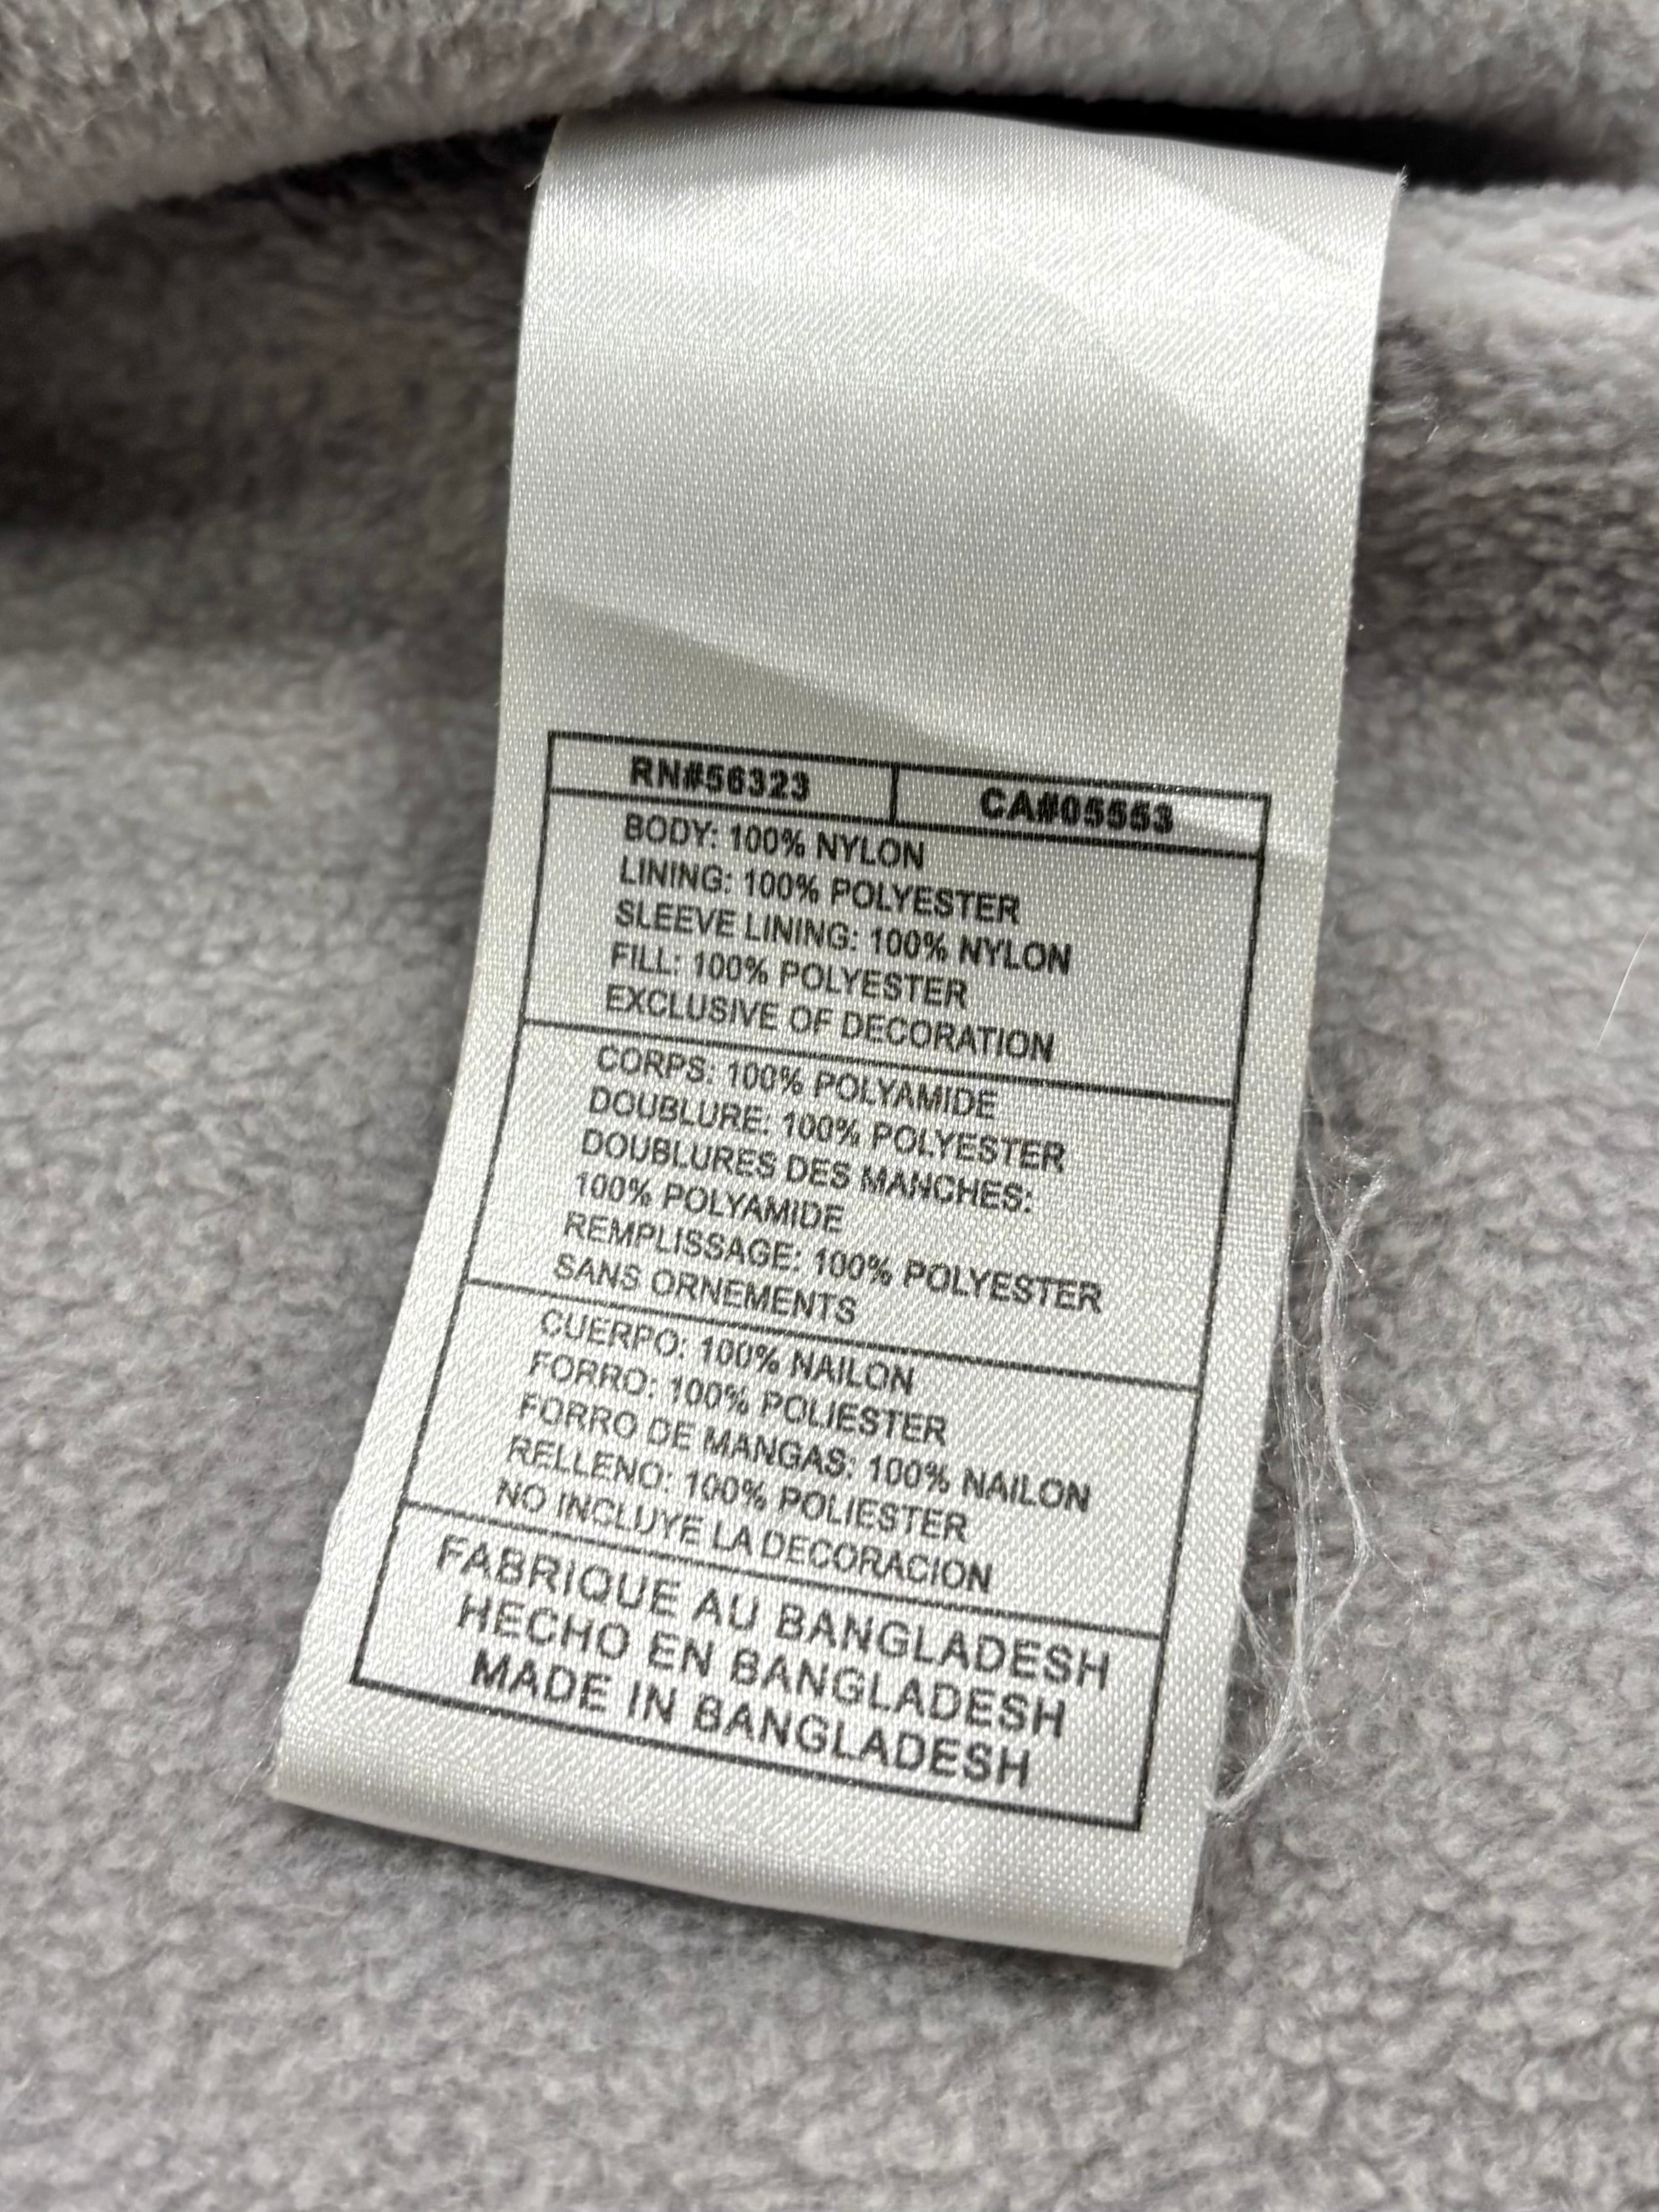 RN#56323 CA#05553
BODY: 100% NYLON
LINING: 100% POLYESTER
SLEEVE LINING: 100% NYLON
FILL: 100% POLYESTER
EXCLUSIVE OF DECORATION
CORPS: 100% POLYAMIDE
DOUBLURE: 100% POLYESTER
DOUBLURES DES MANCHES:
100% POLYAMIDE
REMPLISSAGE: 100% POLYESTER
SANS ORNEMENTS
CUERPO: 100% NAILON
FORRO: 100% POLIESTER
FORRO DE MANGAS: 100% NAILON
RELLENO: 100% POLIESTER
NO INCLUYE LA DECORACION
FABRIQUE AU BANGLADESH
HECHO EN BANGLADESH
MADE IN BANGLADESH